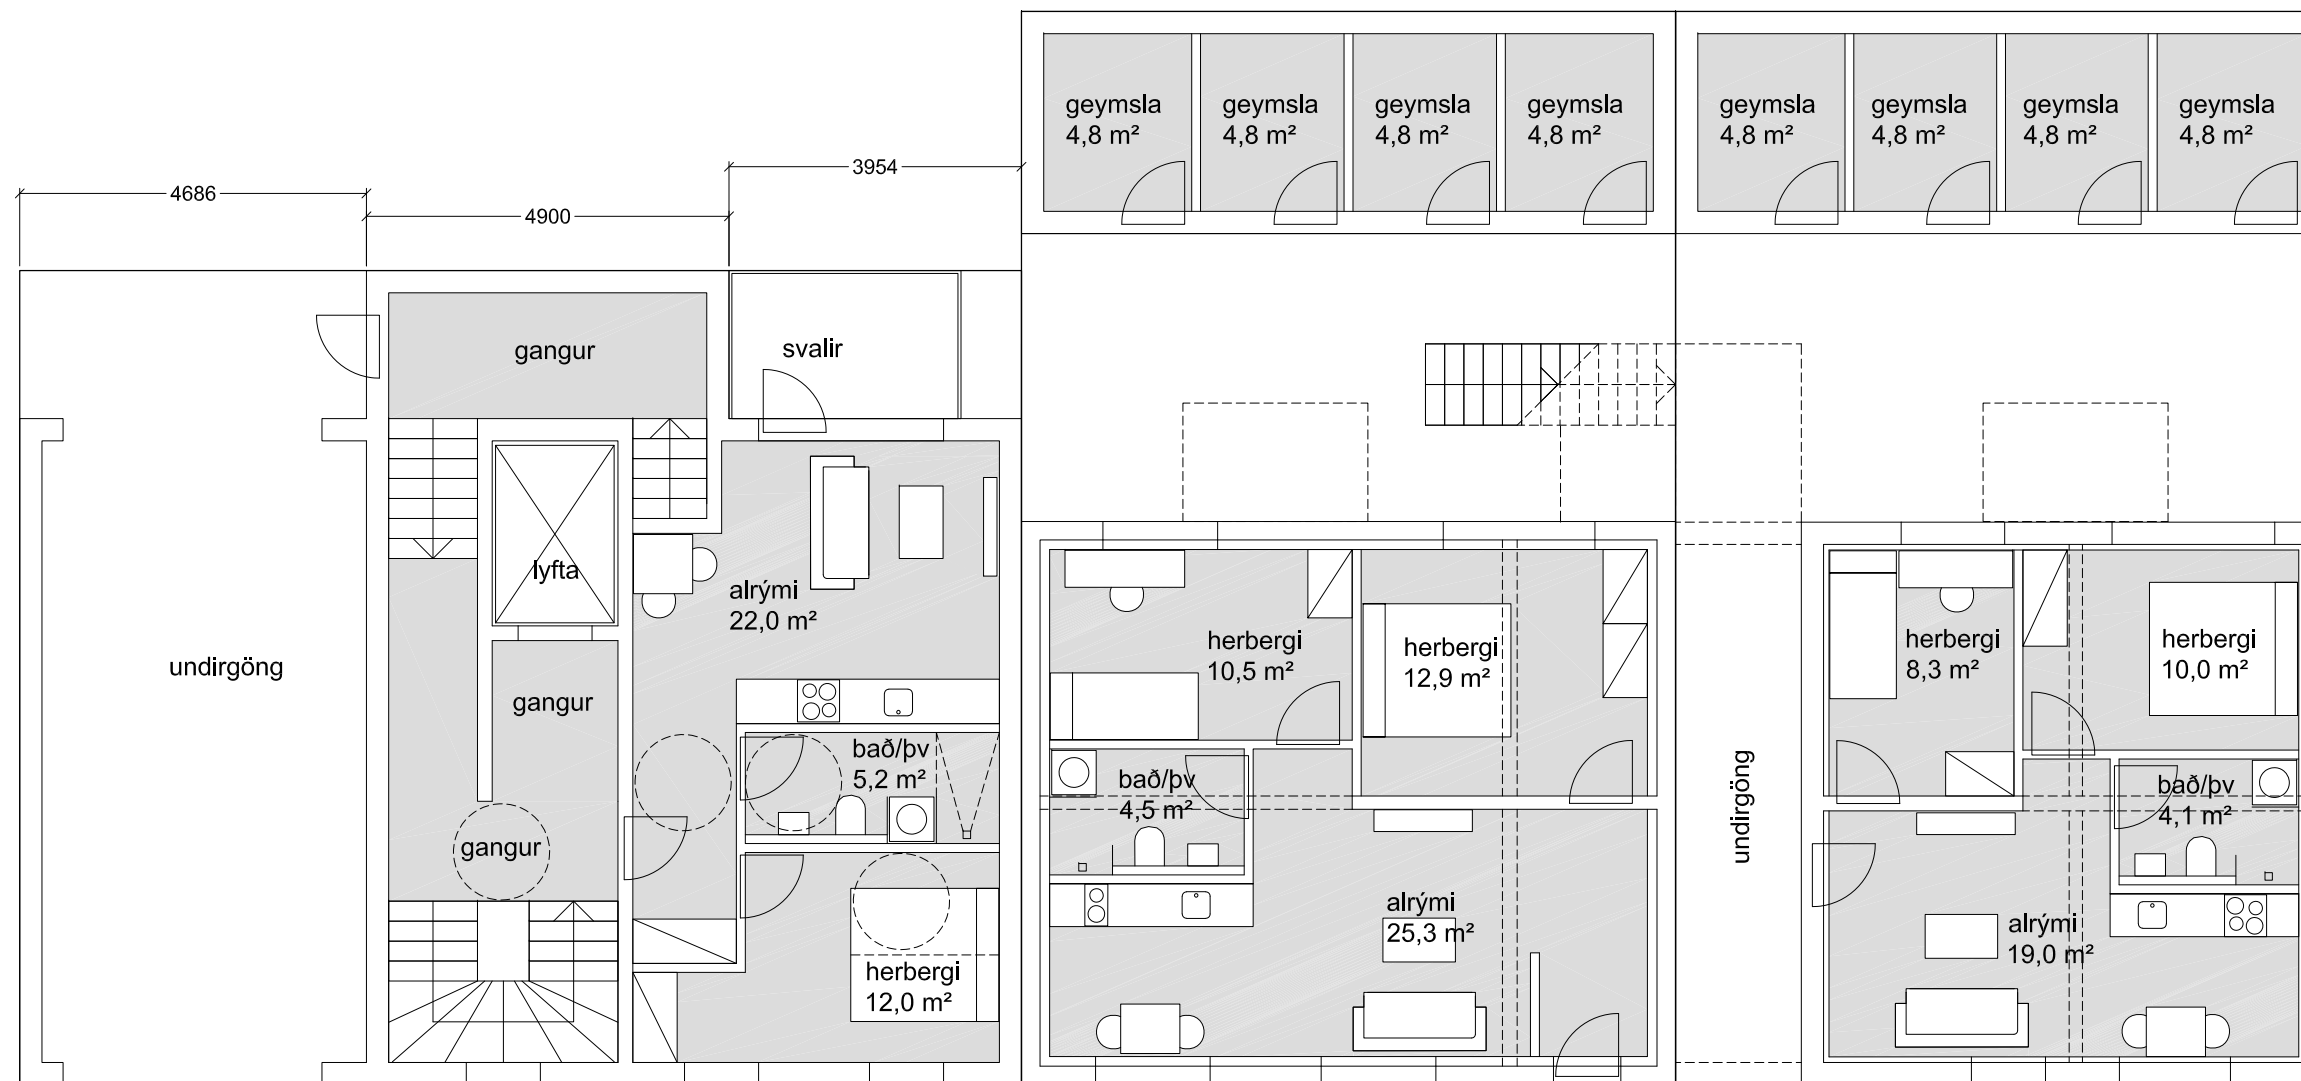 geymsla
4,8 m²
geymsla
4,8 m²
geymsla
4,8 m²
geymsla
4,8 m²
geymsla
4,8 m²
geymsla
4,8 m²
geymsla
4,8 m²
geymsla
4,8 m²
3954
4686
4900
gangur
svalir
lyfta
alrými
22,0 m²
undirgöng
gangur
bað/þv
5,2 m²
gangur
herbergi
12,0 m²
herbergi
10,5 m²
herbergi
12,9 m²
bað/þv
4,5 m²
alrými
25,3 m²
undirgöng
herbergi
8,3 m²
herbergi
10,0 m²
bað/þv
4,1 m²
alrými
19,0 m²